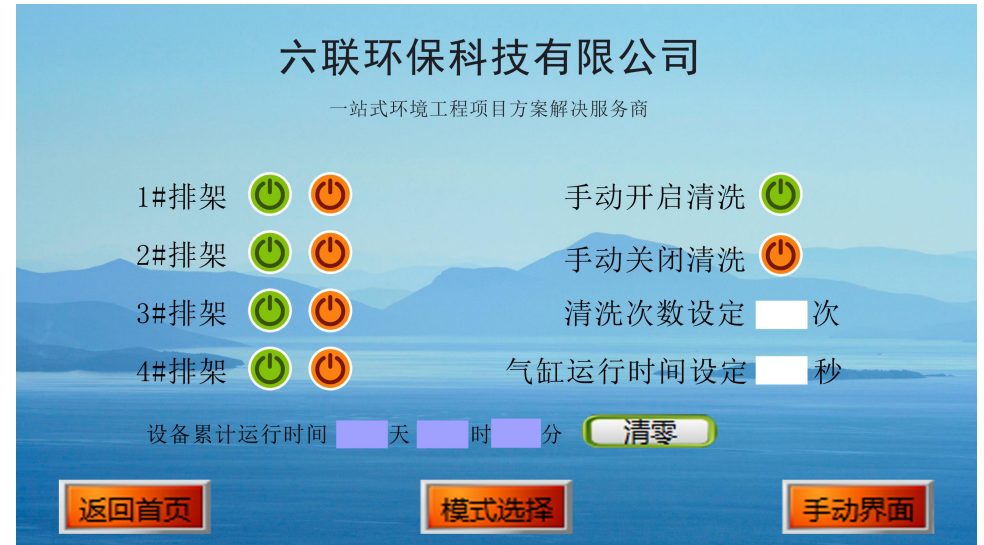 六联环保科技有限公司
一站式环境工程项目方案解决服务商
1#排架 手动开启清洗
2#排架 手动关闭清洗
3#排架 清洗次数设定 次
4#排架 气缸运行时间设定 秒
设备累计运行时间 天 时 分 清零
返回首页 模式选择 手动界面